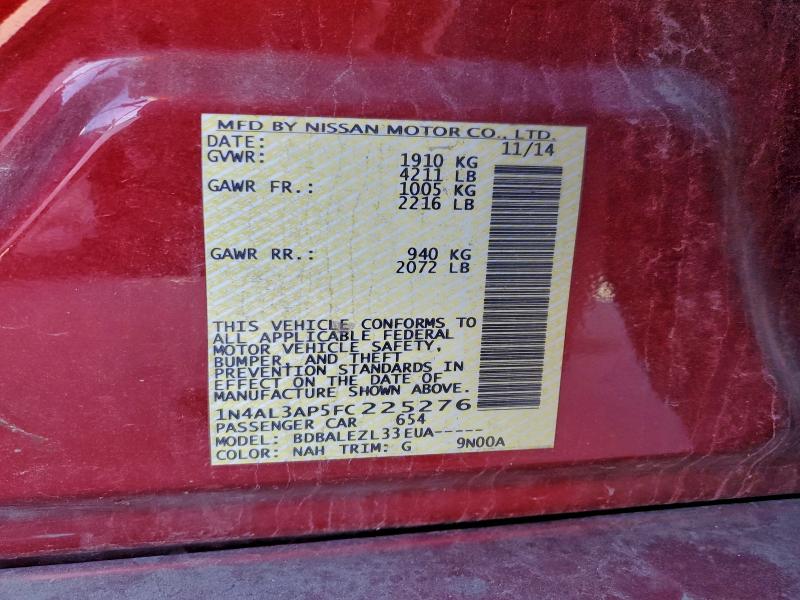 MFD BY NISSAN MOTOR CO., LTD.
DATE: 11/14
GVWR: 1910 KG
4211 LB
GAWR FR.: 1005 KG
2216 LB
GAWR RR.: 940 KG
2072 LB
THIS VEHICLE CONFORMS TO
ALL APPLICABLE FEDERAL
MOTOR VEHICLE SAFETY,
BUMPER, AND THEFT
PREVENTION STANDARDS IN
EFFECT ON THE DATE OF
MANUFACTURE SHOWN ABOVE.
1N4AL3AP5FC225276
PASSENGER CAR 654
MODEL: BDBALEZL33EUA-----
COLOR: NAH TRIM: G 9N00A